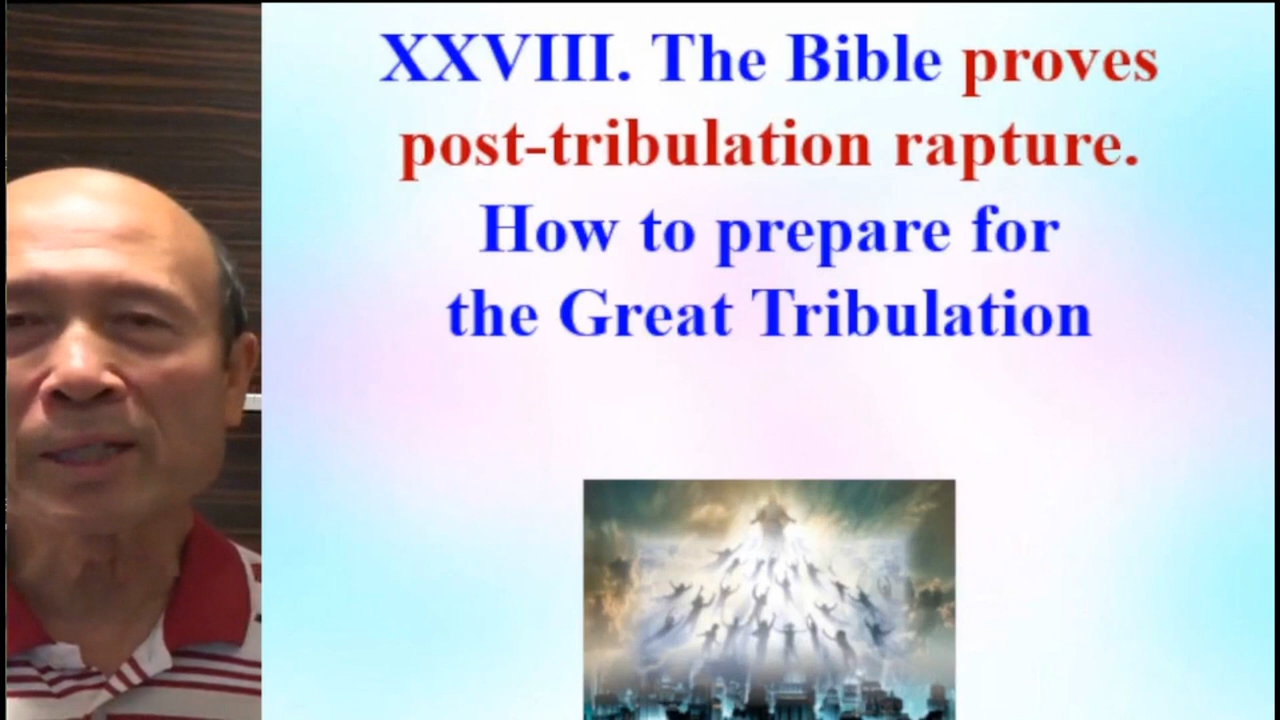 XXVIII. The Bible proves
post-tribulation rapture.
How to prepare for
the Great Tribulation